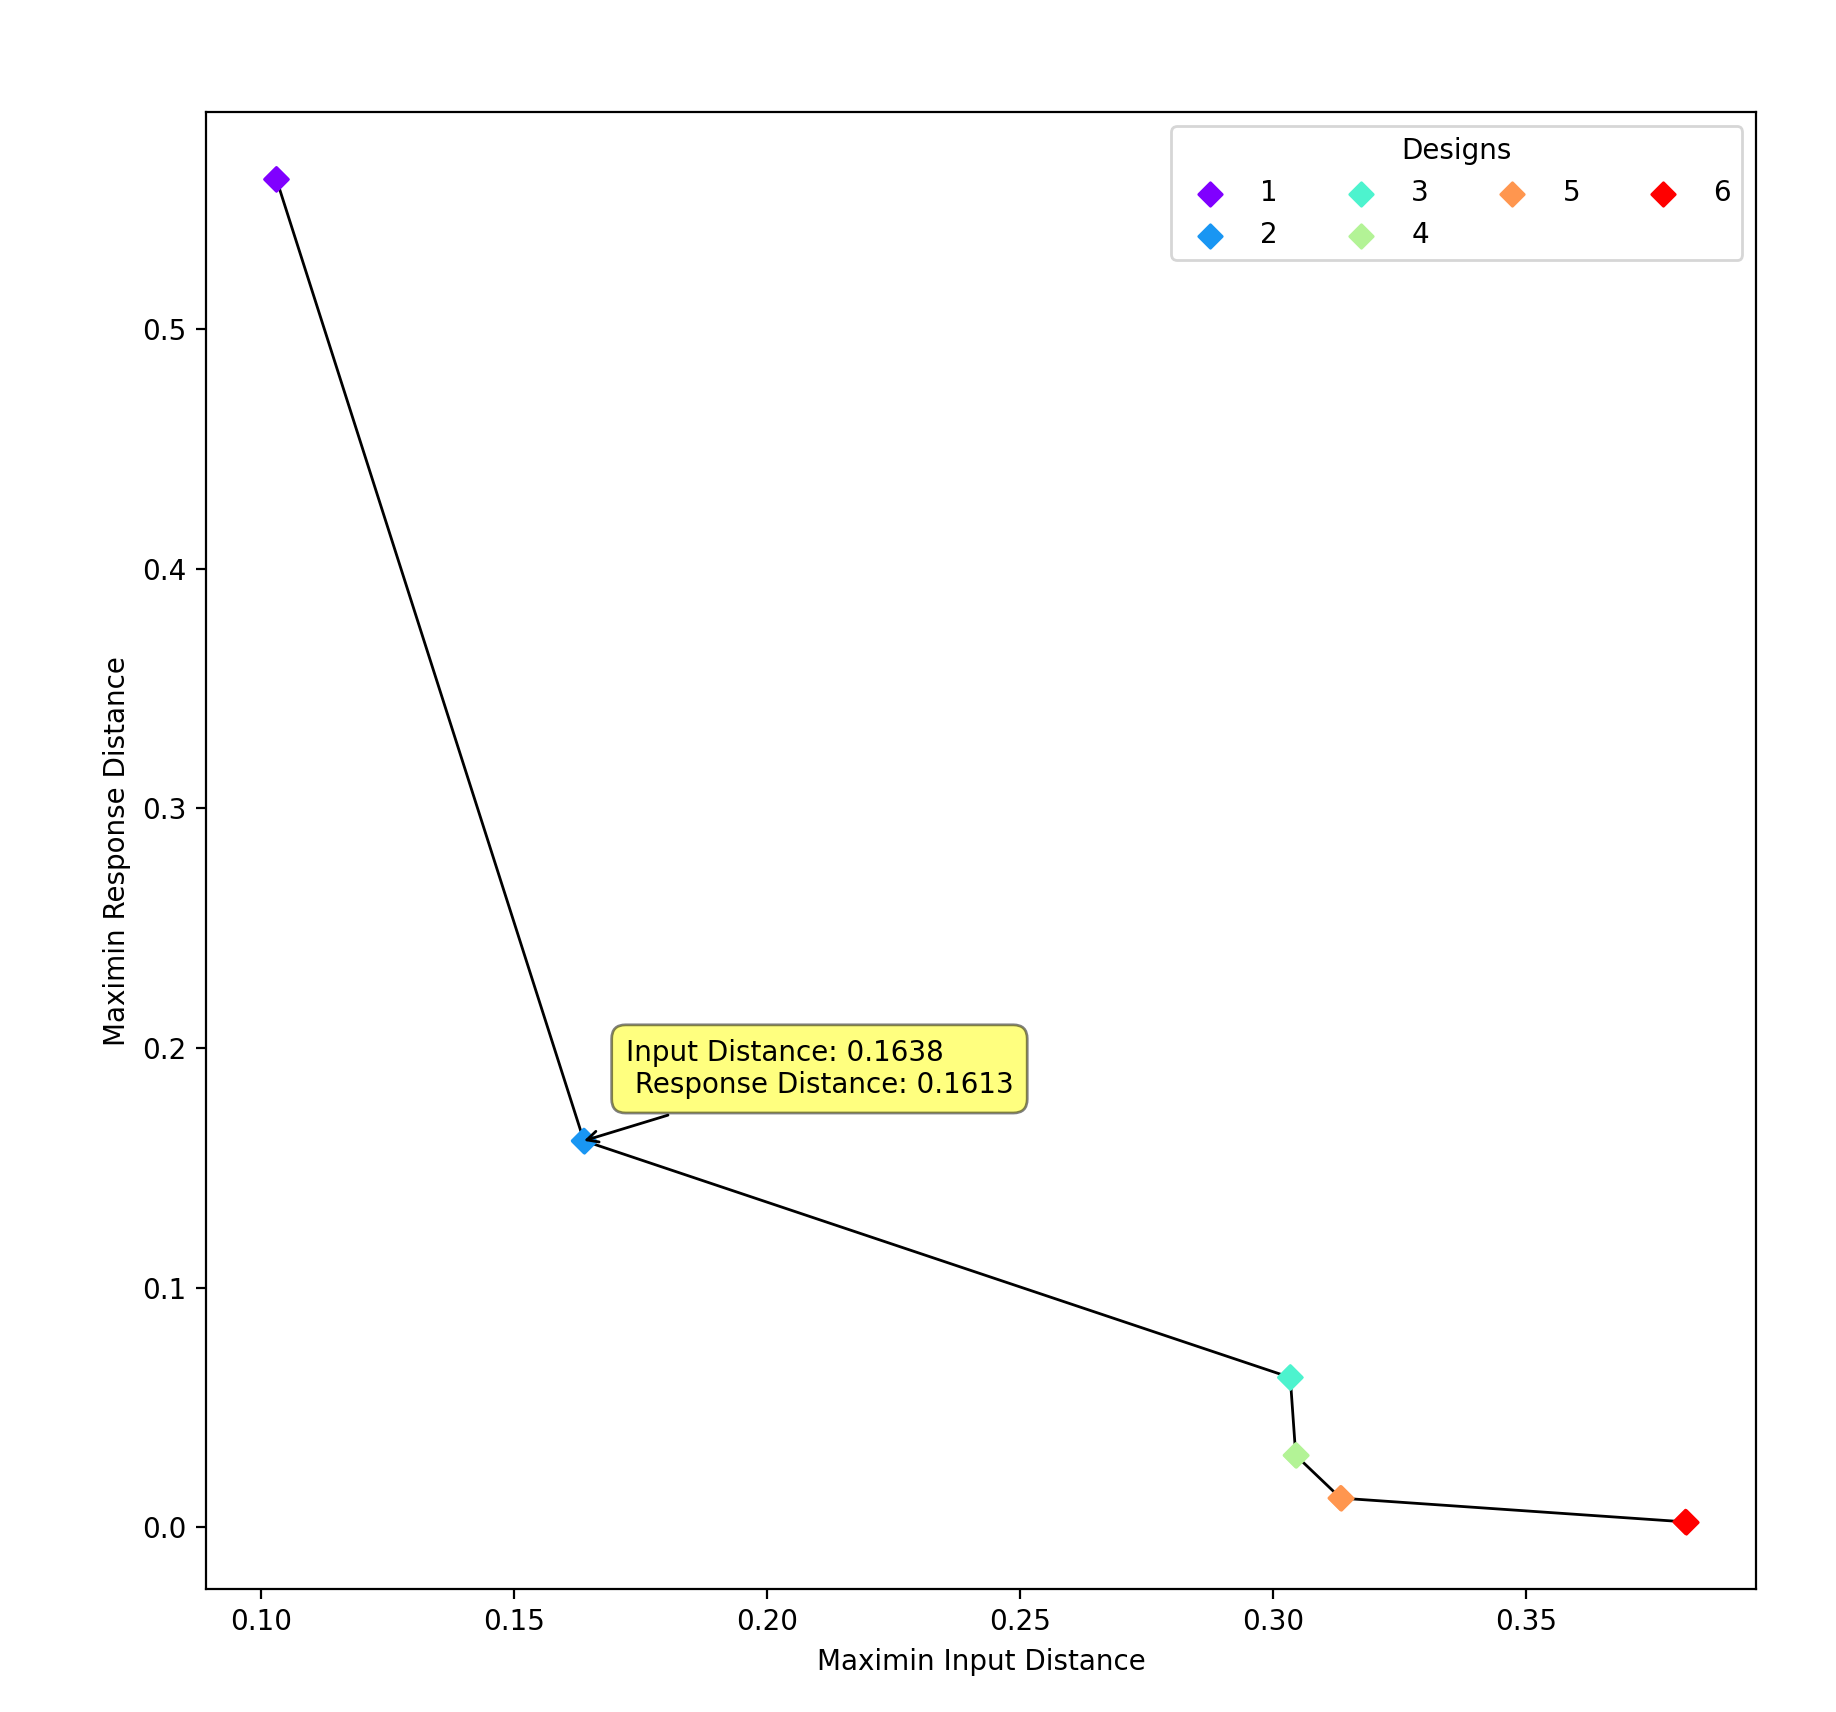 Designs
1 3 5 6
2 4
0.5
0.4
0.3
0.2
0.1
0.0
Maximin Response Distance
Input Distance: 0.1638
Response Distance: 0.1613
0.10 0.15 0.20 0.25 0.30 0.35
Maximin Input Distance